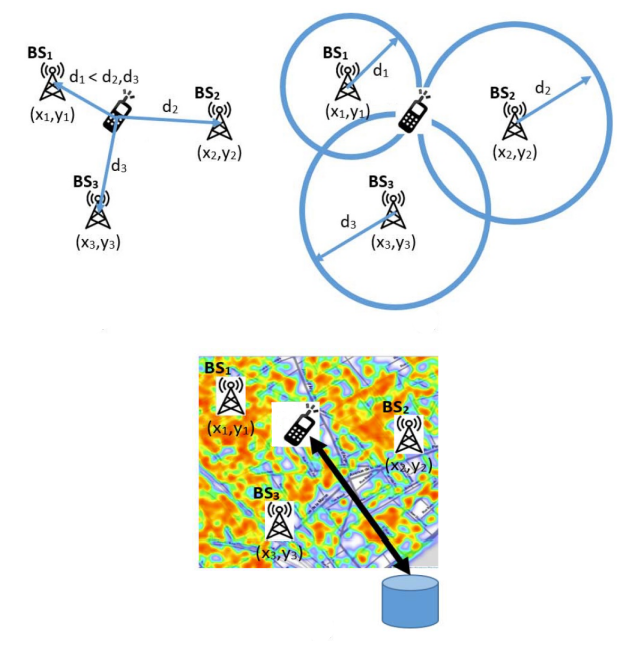 BS₁
d₁ < d₂,d₃
(x₁,y₁)
d₂
BS₂
(x₂,y₂)
d₃
BS₃
(x₃,y₃)
BS₁
d₁
(x₁,y₁)
BS₂
d₂
(x₂,y₂)
BS₃
d₃
(x₃,y₃)
BS₁
(x₁,y₁)
BS₂
(x₂,y₂)
BS₃
(x₃,y₃)